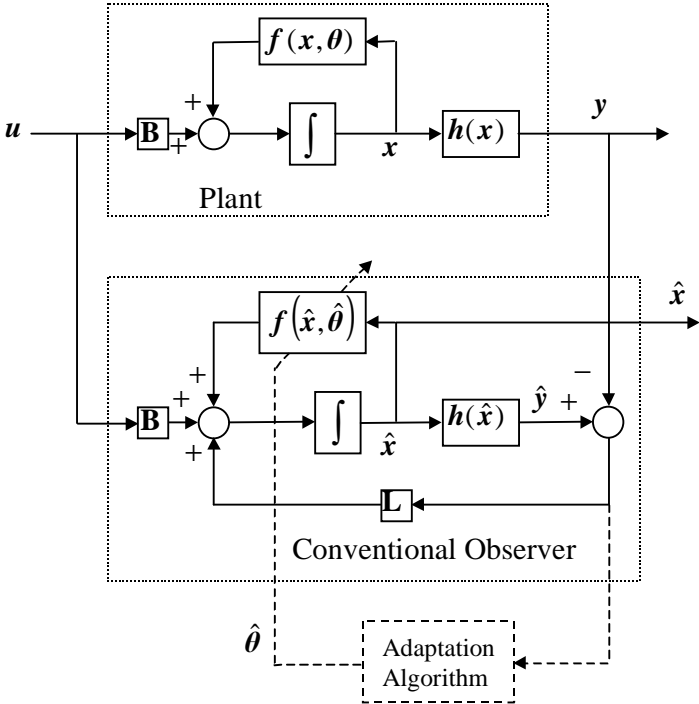 f(x,θ)
+
u
B
+
∫
x
h(x)
y
Plant
f(x̂,θ̂)
x̂
−
+
+
B
∫
x̂
h(x̂)
ŷ
+
+
L
Conventional Observer
θ̂
Adaptation
Algorithm